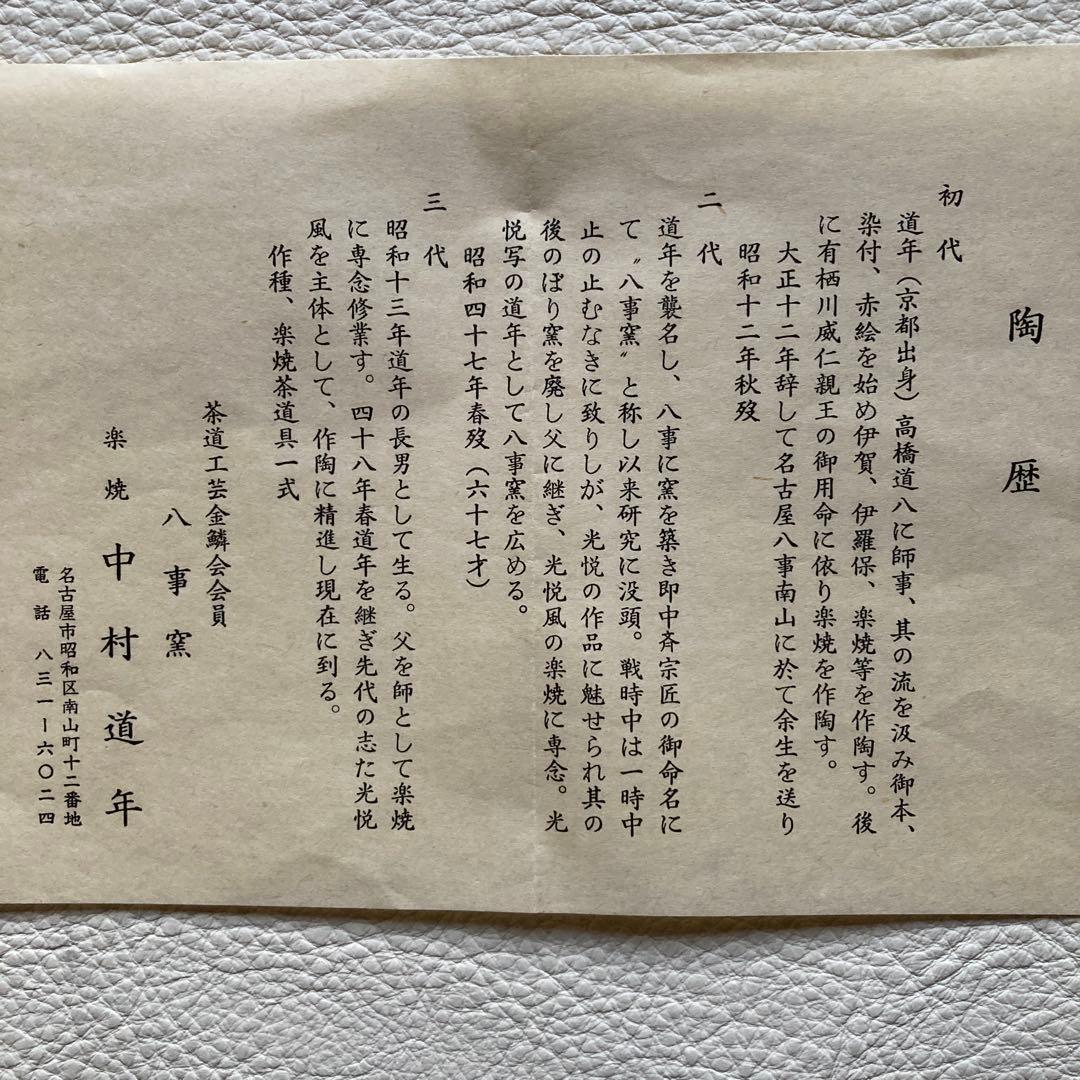 陶歴
初代
道年（京都出身）高橋道八に師事、其の流を汲み御本、
染付、赤絵を始め伊賀、伊羅保、楽焼等を作陶す。後
に有栖川威仁親王の御用命に依り楽焼を作陶す。
大正十二年辞して名古屋八事南山に於て余生を送り
昭和十二年秋歿
二代
道年を襲名し、八事に窯を築き即中斉宗匠の御命名に
て〝八事窯〟と称し以来研究に没頭。戦時中は一時中
止の止むなきに致りしが、光悦の作品に魅せられ其の
後のぼり窯を廃し父に継ぎ、光悦風の楽焼に専念。光
悦写の道年として八事窯を広める。
昭和四十七年春歿（六十七才）
三代
昭和十三年道年の長男として生る。父を師として楽焼
に専念修業す。四十八年春道年を継ぎ先代の志た光悦
風を主体として、作陶に精進し現在に到る。
作種、楽焼茶道具一式
茶道工芸金鱗会会員
八事窯
楽焼 中村道年
名古屋市昭和区南山町十二番地
電話 八三一ー六〇二四